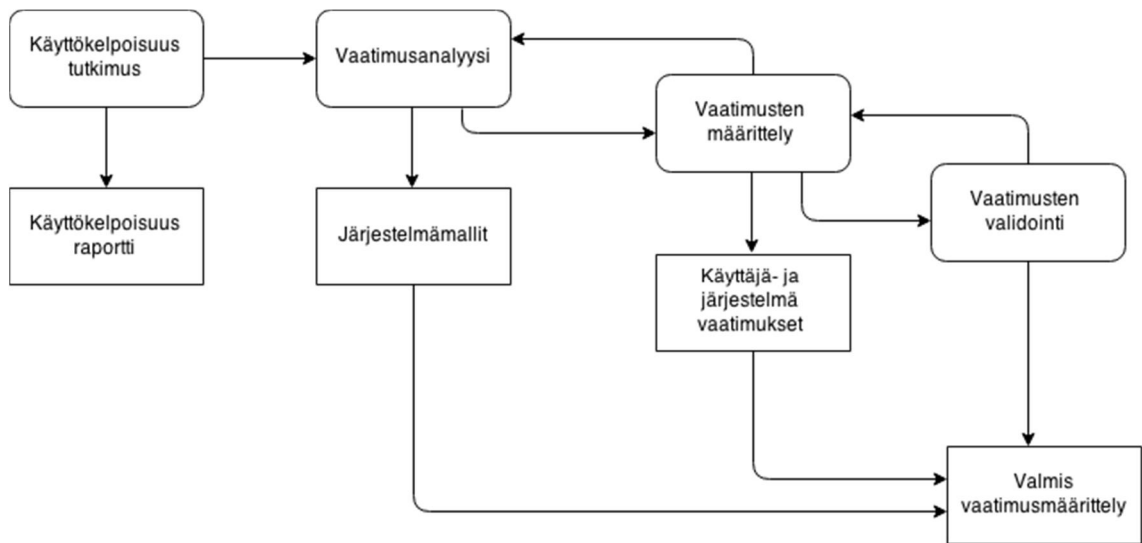 Käyttökelpoisuus
tutkimus
Vaatimusanalyysi
Vaatimusten
määrittely
Vaatimusten
validointi
Käyttökelpoisuus
raportti
Järjestelmämallit
Käyttäjä- ja
järjestelmä
vaatimukset
Valmis
vaatimusmäärittely